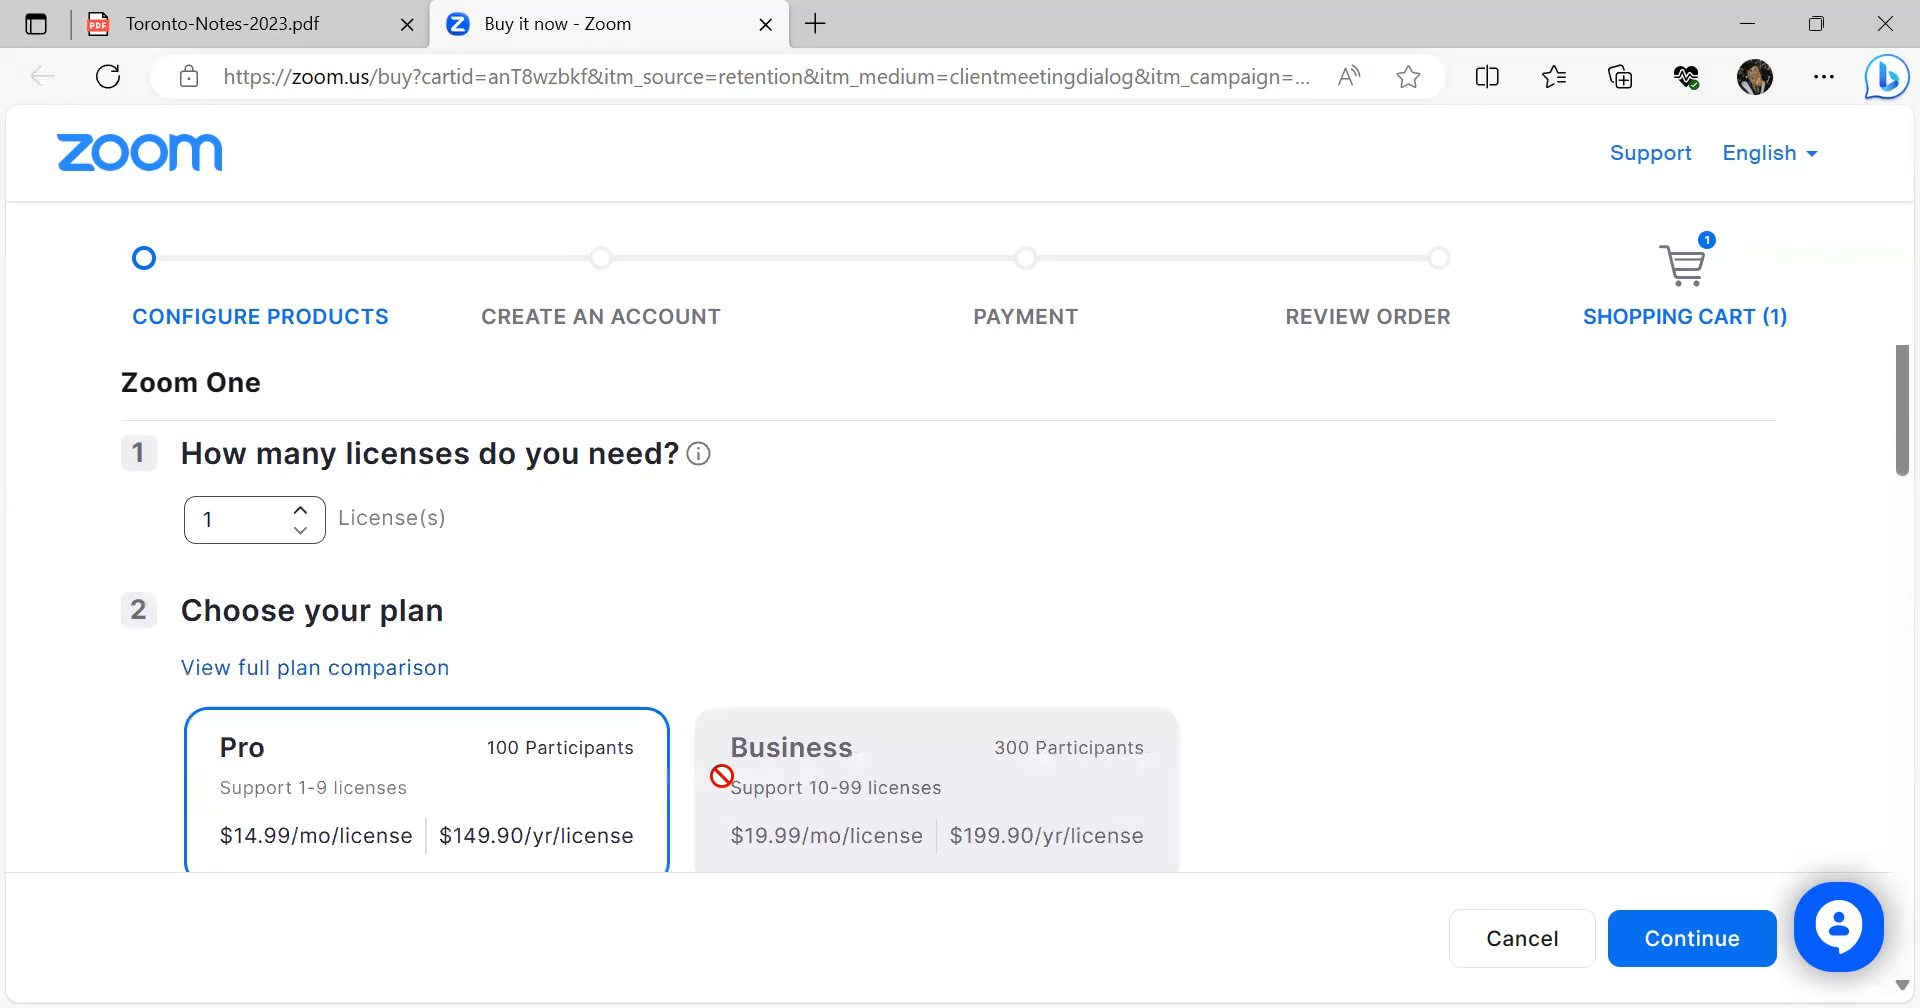 Toronto-Notes-2023.pdf
Buy it now - Zoom
https://zoom.us/buy?cartid=anT8wzbkf&itm_source=retention&itm_medium=clientmeetingdialog&itm_campaign=...
zoom
Support English
1
CONFIGURE PRODUCTS CREATE AN ACCOUNT PAYMENT REVIEW ORDER SHOPPING CART (1)
Zoom One
1 How many licenses do you need?
1 License(s)
2 Choose your plan
View full plan comparison
Pro 100 Participants
Support 1-9 licenses
$14.99/mo/license $149.90/yr/license
Business 300 Participants
Support 10-99 licenses
$19.99/mo/license $199.90/yr/license
Cancel Continue